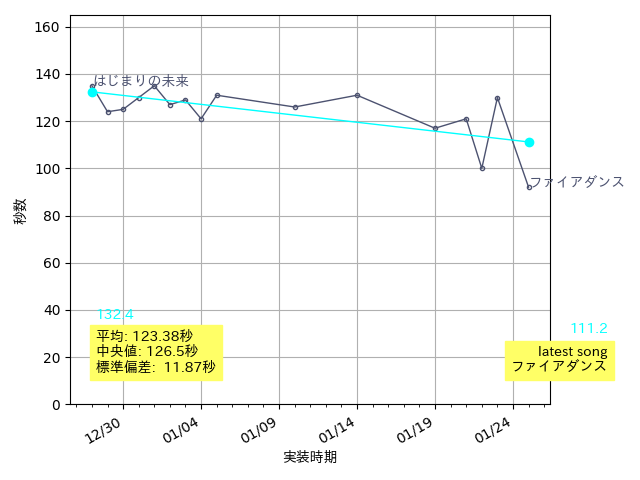 160
140
120
100
80
60
40
20
0
秒数
はじまりの未来
ファイアダンス
132.4
平均: 123.38秒
中央値: 126.5秒
標準偏差: 11.87秒
111.2
latest song
ファイアダンス
12/30
01/04
01/09
01/14
01/19
01/24
実装時期